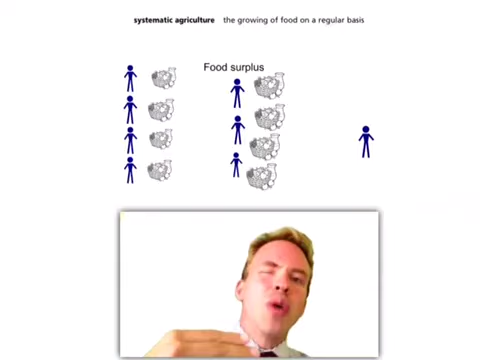 systematic agriculture the growing of food on a regular basis
Food surplus